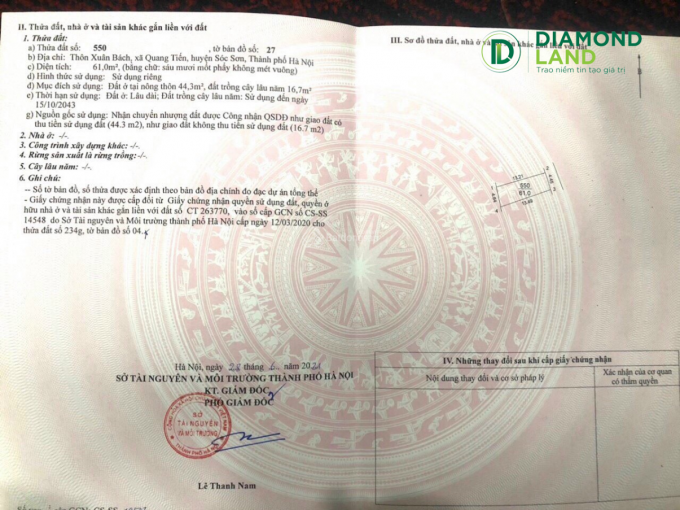 II. Thửa đất, nhà ở và tài sản khác gắn liền với đất
1. Thửa đất:
a) Thửa đất số: 550 , tờ bản đồ số: 27
b) Địa chỉ: Thôn Xuân Bách, xã Quang Tiến, huyện Sóc Sơn, Thành phố Hà Nội
c) Diện tích: 61,0m², (bằng chữ: sáu mươi mốt phẩy không mét vuông)
d) Hình thức sử dụng: Sử dụng riêng
đ) Mục đích sử dụng: Đất ở tại nông thôn 44,3m², đất trồng cây lâu năm 16,7m²
e) Thời hạn sử dụng: Đất ở: Lâu dài; Đất trồng cây lâu năm: Sử dụng đến ngày
15/10/2043
g) Nguồn gốc sử dụng: Nhận chuyển nhượng đất được Công nhận QSDĐ như giao đất có
thu tiền sử dụng đất (44.3 m2), như giao đất không thu tiền sử dụng đất (16.7 m2)
2. Nhà ở: -/-
3. Công trình xây dựng khác: -/-
4. Rừng sản xuất là rừng trồng: -/-
5. Cây lâu năm: -/-
6. Ghi chú:
-- Số tờ bản đồ, số thửa được xác định theo bản đồ địa chính đo đạc dự án tổng thể
- Giấy chứng nhận này được cấp đổi từ Giấy chứng nhận quyền sử dụng đất, quyền sở
hữu nhà ở và tài sản khác gắn liền với đất số CT 263770, vào sổ cấp GCN số CS-SS
14548 do Sở Tài nguyên và Môi trường thành phố Hà Nội cấp ngày 12/03/2020 cho
thửa đất số 234g, tờ bản đồ số 04.
Hà Nội, ngày 28 tháng 6 năm 2021
SỞ TÀI NGUYÊN VÀ MÔI TRƯỜNG THÀNH PHỐ HÀ NỘI
KT. GIÁM ĐỐC
PHÓ GIÁM ĐỐC
SỞ
TÀI NGUYÊN
VÀ MÔI TRƯỜNG
THÀNH PHỐ HÀ NỘI
Lê Thanh Nam
III. Sơ đồ thửa đất, nhà ở và tài sản khác gắn liền với đất
DIAMOND
LAND
Trao niềm tin tạo giá trị
13.21
550
61.0
IV. Những thay đổi sau khi cấp giấy chứng nhận
Nội dung thay đổi và cơ sở pháp lý
Xác nhận của cơ quan
có thẩm quyền